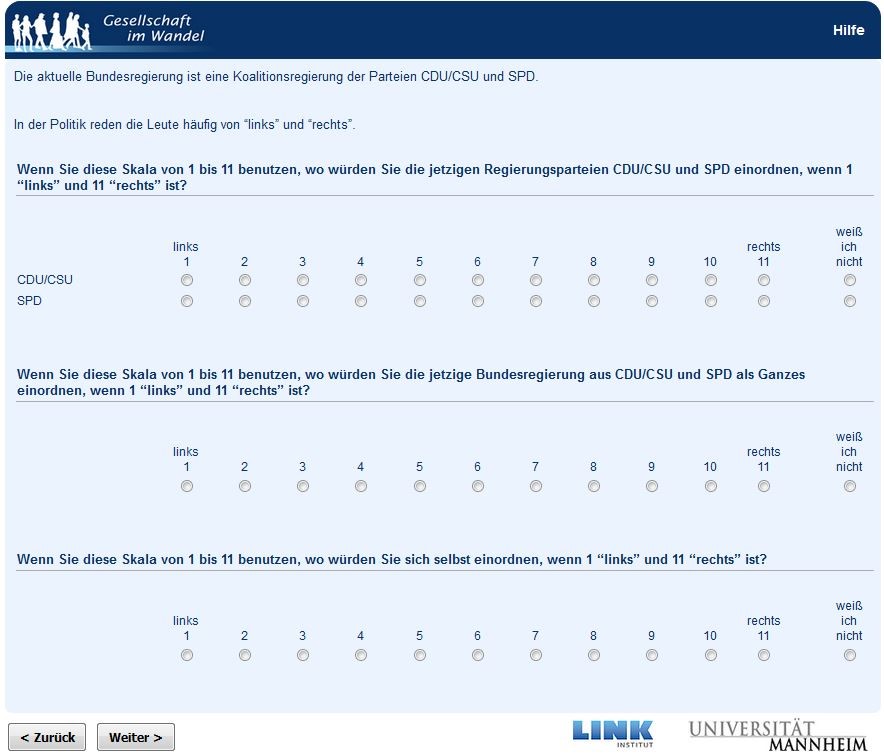 Gesellschaft
im Wandel
Hilfe
Die aktuelle Bundesregierung ist eine Koalitionsregierung der Parteien CDU/CSU und SPD.
In der Politik reden die Leute häufig von “links” und “rechts”.
Wenn Sie diese Skala von 1 bis 11 benutzen, wo würden Sie die jetzigen Regierungsparteien CDU/CSU und SPD einordnen, wenn 1
“links” und 11 “rechts” ist?
weiß
links rechts ich
1 2 3 4 5 6 7 8 9 10 11 nicht
CDU/CSU
SPD
Wenn Sie diese Skala von 1 bis 11 benutzen, wo würden Sie die jetzige Bundesregierung aus CDU/CSU und SPD als Ganzes
einordnen, wenn 1 “links” und 11 “rechts” ist?
weiß
links rechts ich
1 2 3 4 5 6 7 8 9 10 11 nicht
Wenn Sie diese Skala von 1 bis 11 benutzen, wo würden Sie sich selbst einordnen, wenn 1 “links” und 11 “rechts” ist?
weiß
links rechts ich
1 2 3 4 5 6 7 8 9 10 11 nicht
< Zurück Weiter >
LINK
INSTITUT
UNIVERSITÄT
MANNHEIM